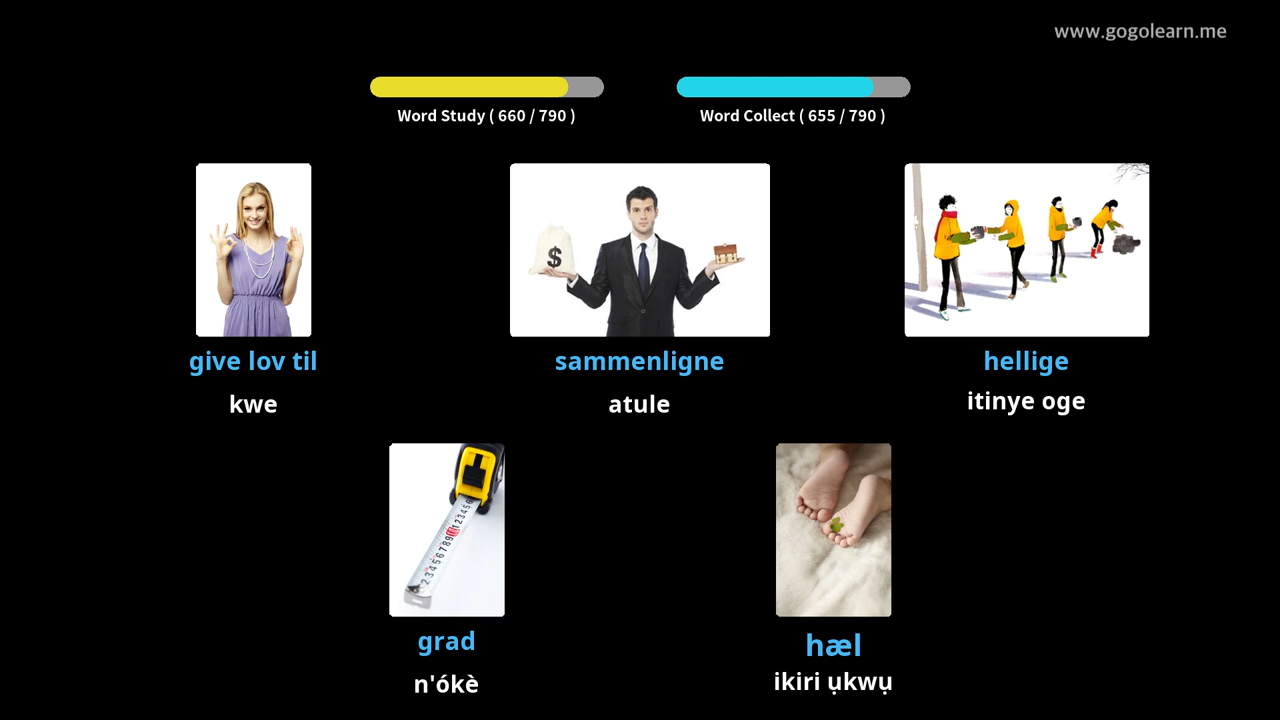 www.gogolearn.me
Word Study ( 660 / 790 )
Word Collect ( 655 / 790 )
$
give lov til
sammenligne
hellige
kwe
atule
itinye oge
grad
hæl
n'ókè
ikiri ụkwụ